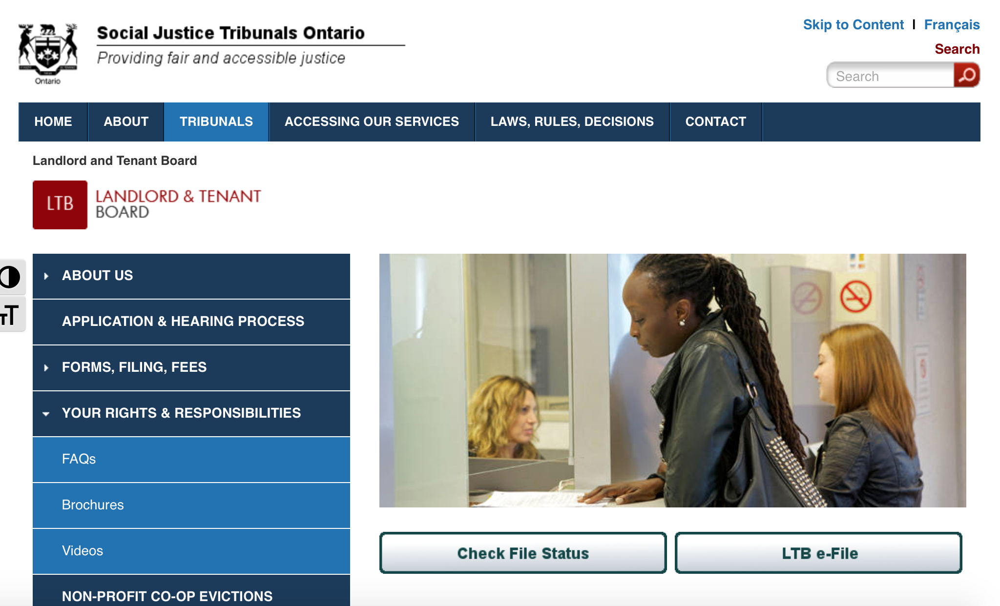 Skip to Content | Français
Social Justice Tribunals Ontario
Providing fair and accessible justice
Ontario
Search
Search
HOME ABOUT TRIBUNALS ACCESSING OUR SERVICES LAWS, RULES, DECISIONS CONTACT
Landlord and Tenant Board
LTB
LANDLORD & TENANT
BOARD
TT
ABOUT US
APPLICATION & HEARING PROCESS
FORMS, FILING, FEES
YOUR RIGHTS & RESPONSIBILITIES
FAQs
Brochures
Videos
NON-PROFIT CO-OP EVICTIONS
Check File Status
LTB e-File